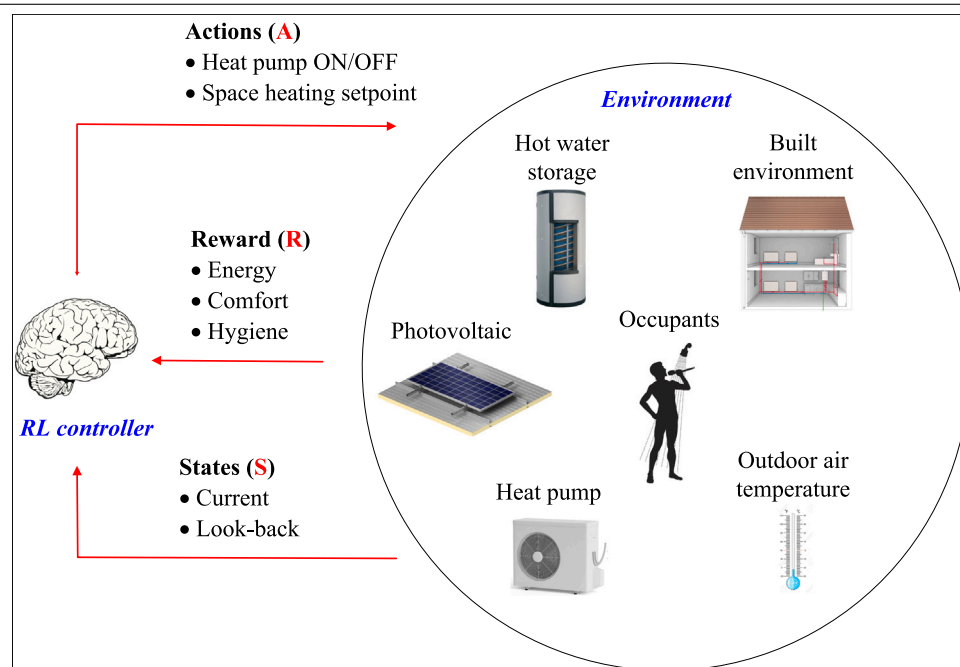 Actions (A)
• Heat pump ON/OFF
• Space heating setpoint
Environment
Hot water
storage
Built
environment
Reward (R)
• Energy
• Comfort
• Hygiene
Photovoltaic
Occupants
RL controller
States (S)
• Current
• Look-back
Heat pump
Outdoor air
temperature